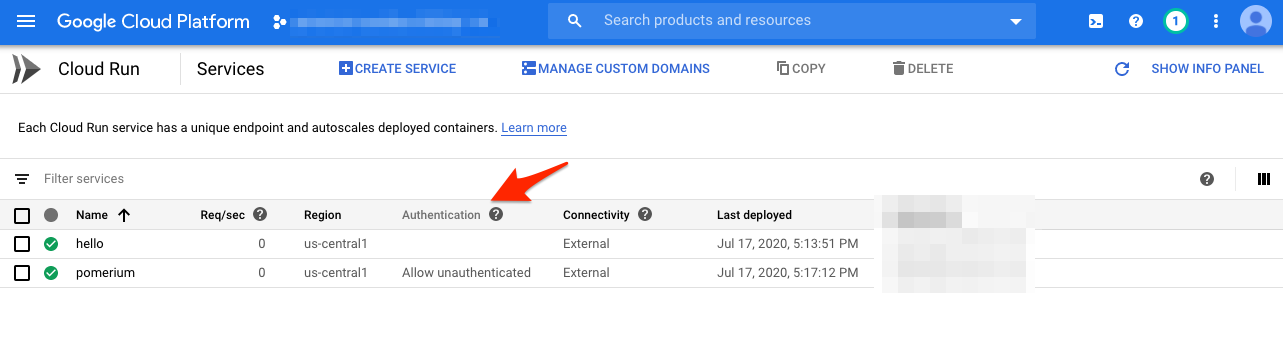 Google Cloud Platform Search products and resources ? 1
Cloud Run Services CREATE SERVICE MANAGE CUSTOM DOMAINS COPY DELETE SHOW INFO PANEL
Each Cloud Run service has a unique endpoint and autoscales deployed containers. Learn more
Filter services ?
Name Req/sec ? Region Authentication ? Connectivity ? Last deployed
hello 0 us-central1 External Jul 17, 2020, 5:13:51 PM
pomerium 0 us-central1 Allow unauthenticated External Jul 17, 2020, 5:17:12 PM